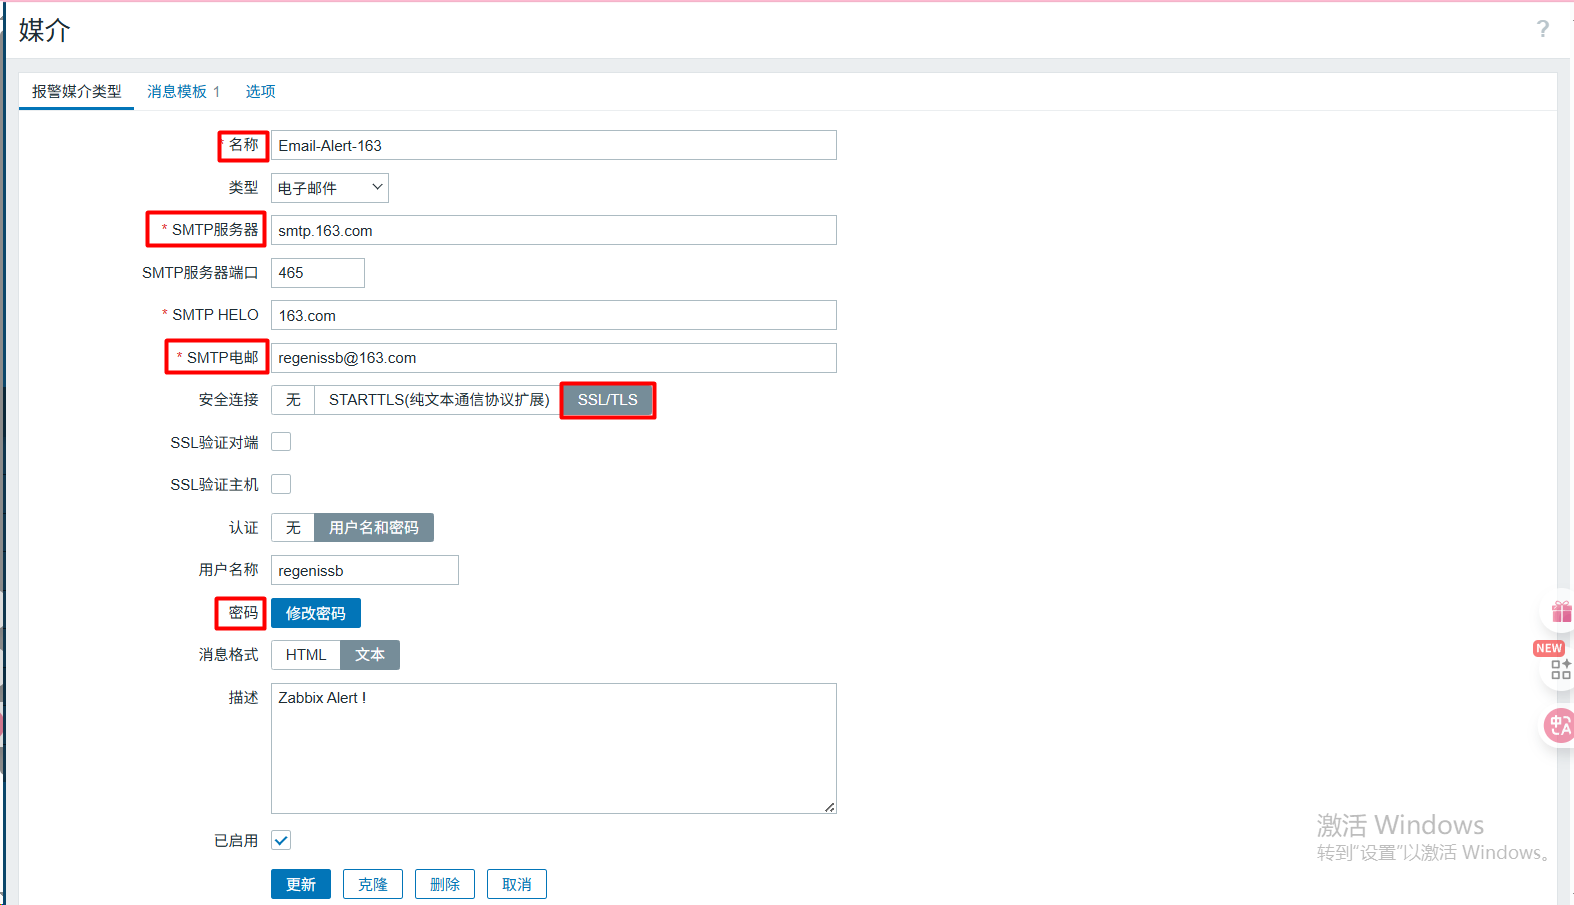 媒介
?
报警媒介类型 消息模板 1 选项
* 名称 Email-Alert-163
类型 电子邮件
* SMTP服务器 smtp.163.com
SMTP服务器端口 465
* SMTP HELO 163.com
* SMTP电邮 regenissb@163.com
安全连接 无 STARTTLS(纯文本通信协议扩展) SSL/TLS
SSL验证对端
SSL验证主机
认证 无 用户名和密码
用户名称 regenissb
密码 修改密码
消息格式 HTML 文本
NEW
描述 Zabbix Alert !
中A
激活 Windows
转到“设置”以激活 Windows。
已启用
更新 克隆 删除 取消